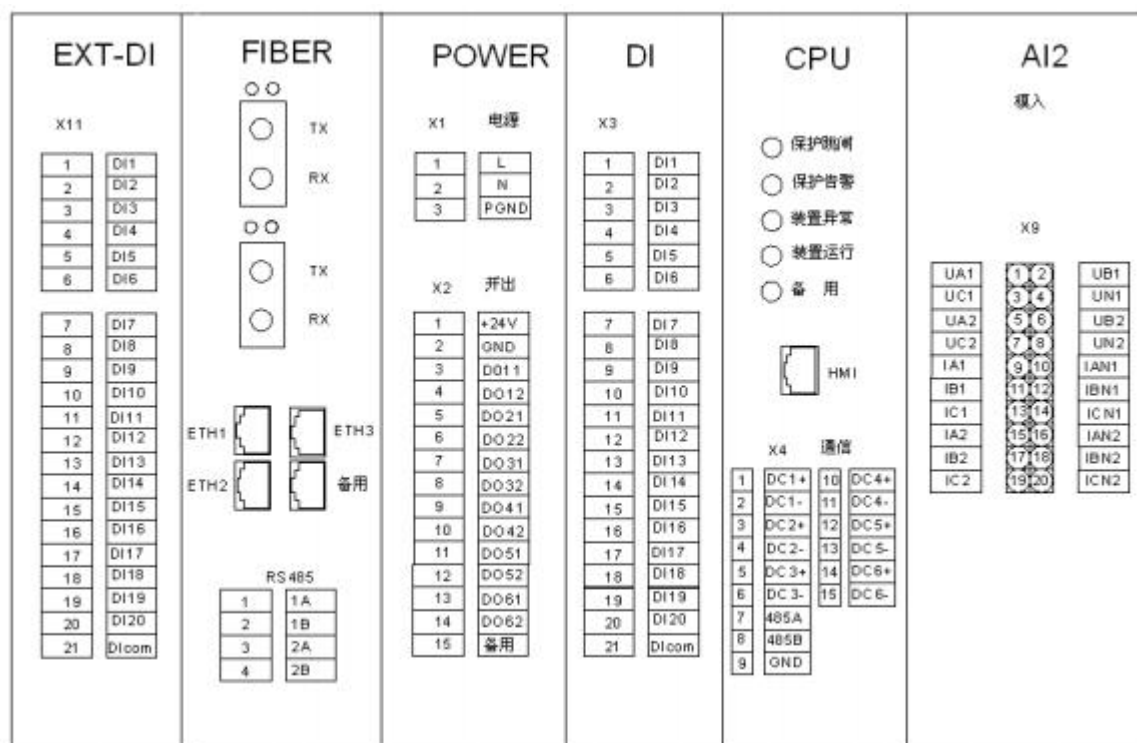 EXT-DI
X11
1 DI1
2 DI2
3 DI3
4 DI4
5 DI5
6 DI6
7 DI7
8 DI8
9 DI9
10 DI10
11 DI11
12 DI12
13 DI13
14 DI14
15 DI15
16 DI16
17 DI17
18 DI18
19 DI19
20 DI20
21 DIcom
FIBER
TX
RX
TX
RX
ETH1 ETH3
ETH2 备用
RS485
1 1A
2 1B
3 2A
4 2B
POWER
X1 电源
1 L
2 N
3 PGND
X2 开出
1 +24V
2 GND
3 DO11
4 DO12
5 DO21
6 DO22
7 DO31
8 DO32
9 DO41
10 DO42
11 DO51
12 DO52
13 DO61
14 DO62
15 备用
DI
X3
1 DI1
2 DI2
3 DI3
4 DI4
5 DI5
6 DI6
7 DI7
8 DI8
9 DI9
10 DI10
11 DI11
12 DI12
13 DI13
14 DI14
15 DI15
16 DI16
17 DI17
18 DI18
19 DI19
20 DI20
21 DIcom
CPU
保护跳闸
保护告警
装置异常
装置运行
备 用
HMI
X4 通信
1 DC1+ 10 DC4+
2 DC1- 11 DC4-
3 DC2+ 12 DC5+
4 DC2- 13 DC5-
5 DC3+ 14 DC6+
6 DC3- 15 DC6-
7 485A
8 485B
9 GND
AI2
模入
X9
UA1 1 2 UB1
UC1 3 4 UN1
UA2 5 6 UB2
UC2 7 8 UN2
IA1 9 10 IAN1
IB1 11 12 IBN1
IC1 13 14 ICN1
IA2 15 16 IAN2
IB2 17 18 IBN2
IC2 19 20 ICN2